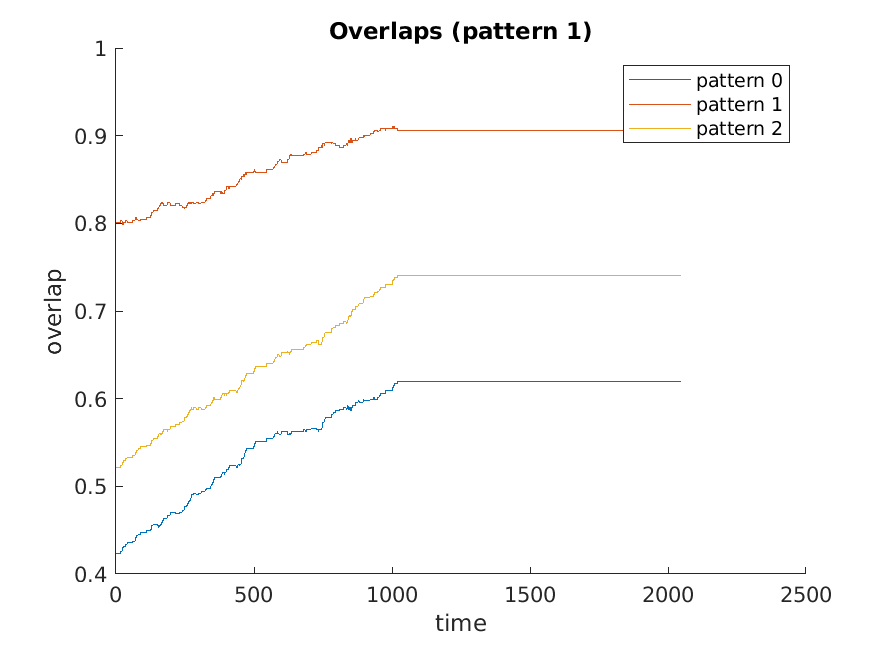 Overlaps (pattern 1)
pattern 0
pattern 1
pattern 2
1
0.9
0.8
0.7
0.6
0.5
0.4
overlap
0
500
1000
1500
2000
2500
time